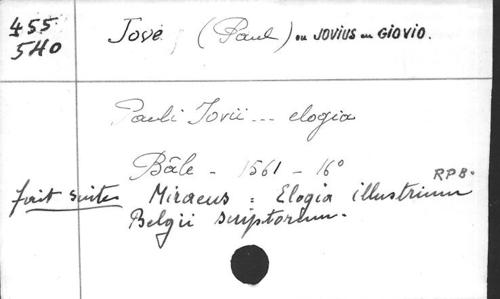 455
540
Jove (Paul) ou JOVIUS ou GIOVIO.
Pauli Jovii ... elogia
Bâle - 1561 - 16°
RPB.
fait suite Miraeus : Elogia illustrium
Belgii scriptorum.